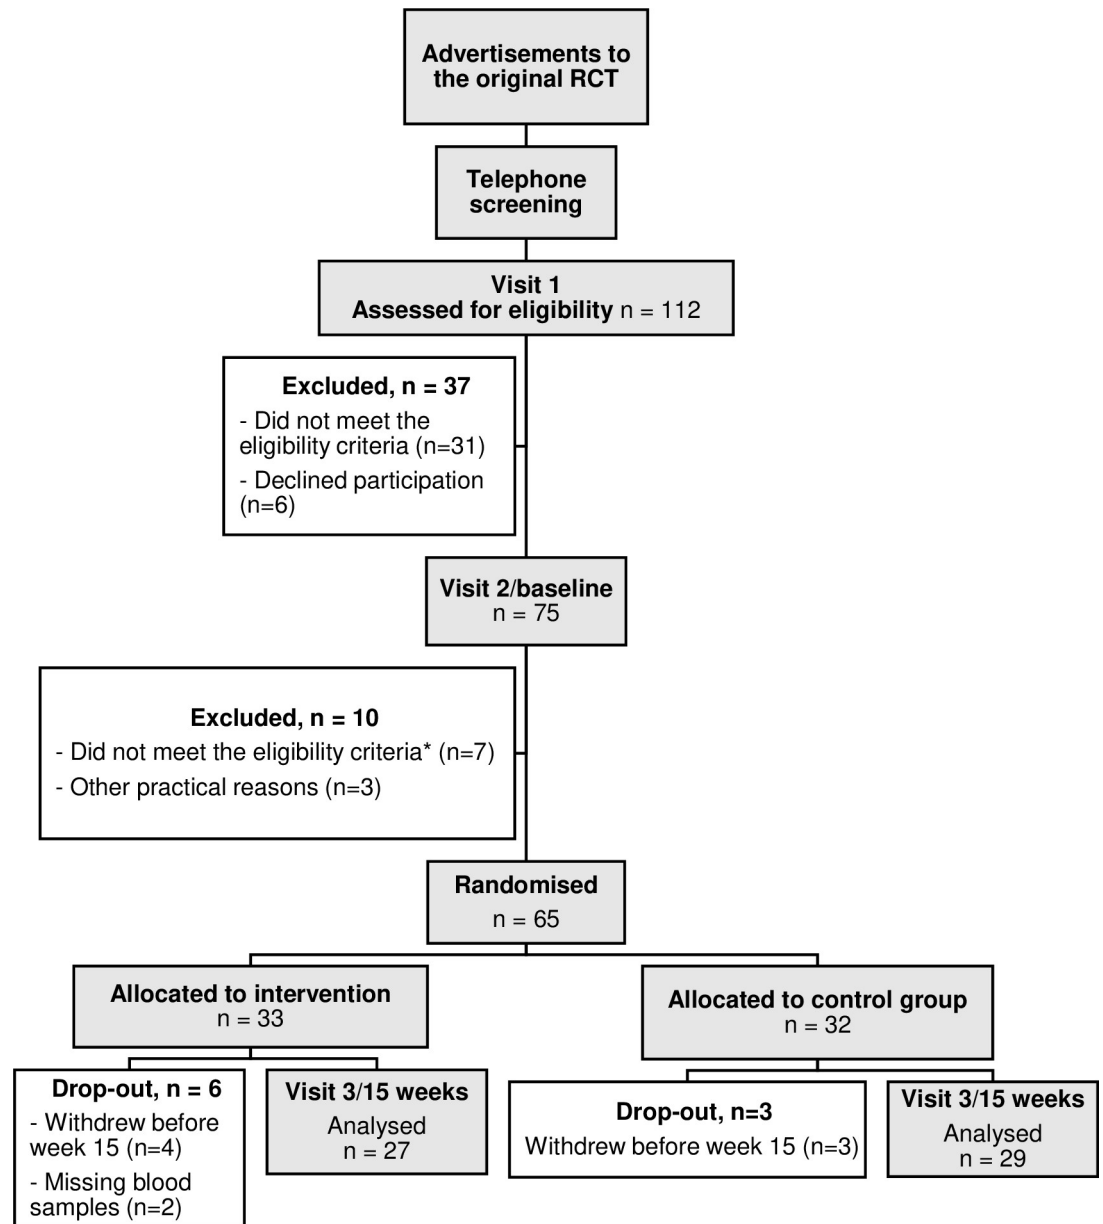 Advertisements to
the original RCT
Telephone
screening
Visit 1
Assessed for eligibility n = 112
Excluded, n = 37
- Did not meet the
eligibility criteria (n=31)
- Declined participation
(n=6)
Visit 2/baseline
n = 75
Excluded, n = 10
- Did not meet the eligibility criteria* (n=7)
- Other practical reasons (n=3)
Randomised
n = 65
Allocated to intervention
n = 33
Allocated to control group
n = 32
Drop-out, n = 6
- Withdrew before
week 15 (n=4)
- Missing blood
samples (n=2)
Visit 3/15 weeks
Analysed
n = 27
Drop-out, n=3
Withdrew before week 15 (n=3)
Visit 3/15 weeks
Analysed
n = 29